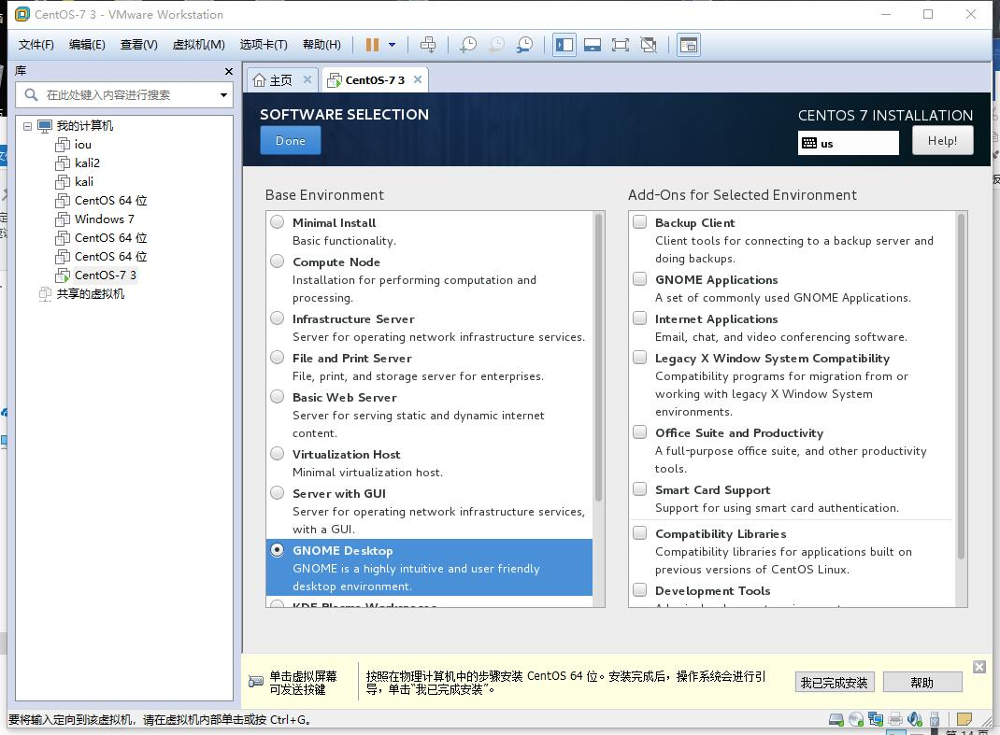 CentOS-7 3 - VMware Workstation
文件(F) 编辑(E) 查看(V) 虚拟机(M) 选项卡(T) 帮助(H)
库
在此处键入内容进行搜索
我的计算机
iou
kali2
kali
CentOS 64 位
Windows 7
CentOS 64 位
CentOS 64 位
CentOS-7 3
共享的虚拟机
主页
CentOS-7 3
SOFTWARE SELECTION
Done
CENTOS 7 INSTALLATION
us
Help!
Base Environment
Minimal Install
Basic functionality.
Compute Node
Installation for performing computation and
processing.
Infrastructure Server
Server for operating network infrastructure services.
File and Print Server
File, print, and storage server for enterprises.
Basic Web Server
Server for serving static and dynamic internet
content.
Virtualization Host
Minimal virtualization host.
Server with GUI
Server for operating network infrastructure services,
with a GUI.
GNOME Desktop
GNOME is a highly intuitive and user friendly
desktop environment.
KDE Plasma Workspaces
Add-Ons for Selected Environment
Backup Client
Client tools for connecting to a backup server and
doing backups.
GNOME Applications
A set of commonly used GNOME Applications.
Internet Applications
Email, chat, and video conferencing software.
Legacy X Window System Compatibility
Compatibility programs for migration from or
working with legacy X Window System
environments.
Office Suite and Productivity
A full-purpose office suite, and other productivity
tools.
Smart Card Support
Support for using smart card authentication.
Compatibility Libraries
Compatibility libraries for applications built on
previous versions of CentOS Linux.
Development Tools
单击虚拟屏幕
可发送按键
按照在物理计算机中的步骤安装 CentOS 64 位。安装完成后，操作系统会进行引
导，单击“我已完成安装”。
我已完成安装
帮助
要将输入定向到该虚拟机，请在虚拟机内部单击或按 Ctrl+G。